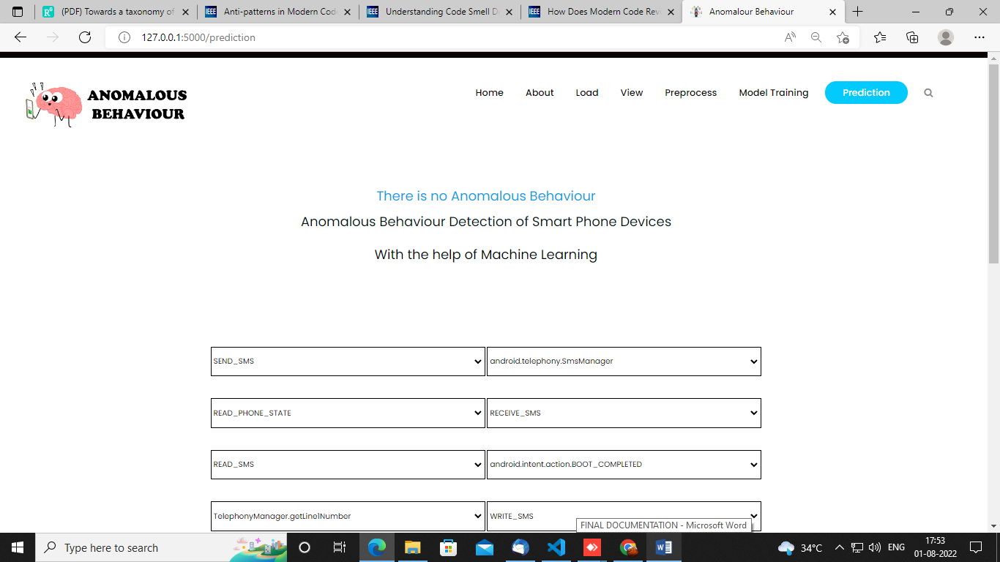 (PDF) Towards a taxonomy of
Anti-patterns in Modern Cod
Understanding Code Smell D
How Does Modern Code Revi
Anomalour Behaviour
127.0.0.1:5000/prediction
ANOMALOUS
BEHAVIOUR
Home About Load View Preprocess Model Training Prediction
There is no Anomalous Behaviour
Anomalous Behaviour Detection of Smart Phone Devices
With the help of Machine Learning
SEND_SMS android.telephony.SmsManager
READ_PHONE_STATE RECEIVE_SMS
READ_SMS android.intent.action.BOOT_COMPLETED
TelephonyManager.getLine1Number WRITE_SMS
FINAL DOCUMENTATION - Microsoft Word
Type here to search
34°C
ENG
17:53
01-08-2022